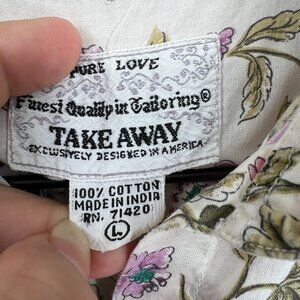 PURE LOVE
Finest Quality in Tailoring®
TAKE AWAY
EXCLUSIVELY DESIGNED IN AMERICA
100% COTTON
MADE IN INDIA
RN. 71420
L